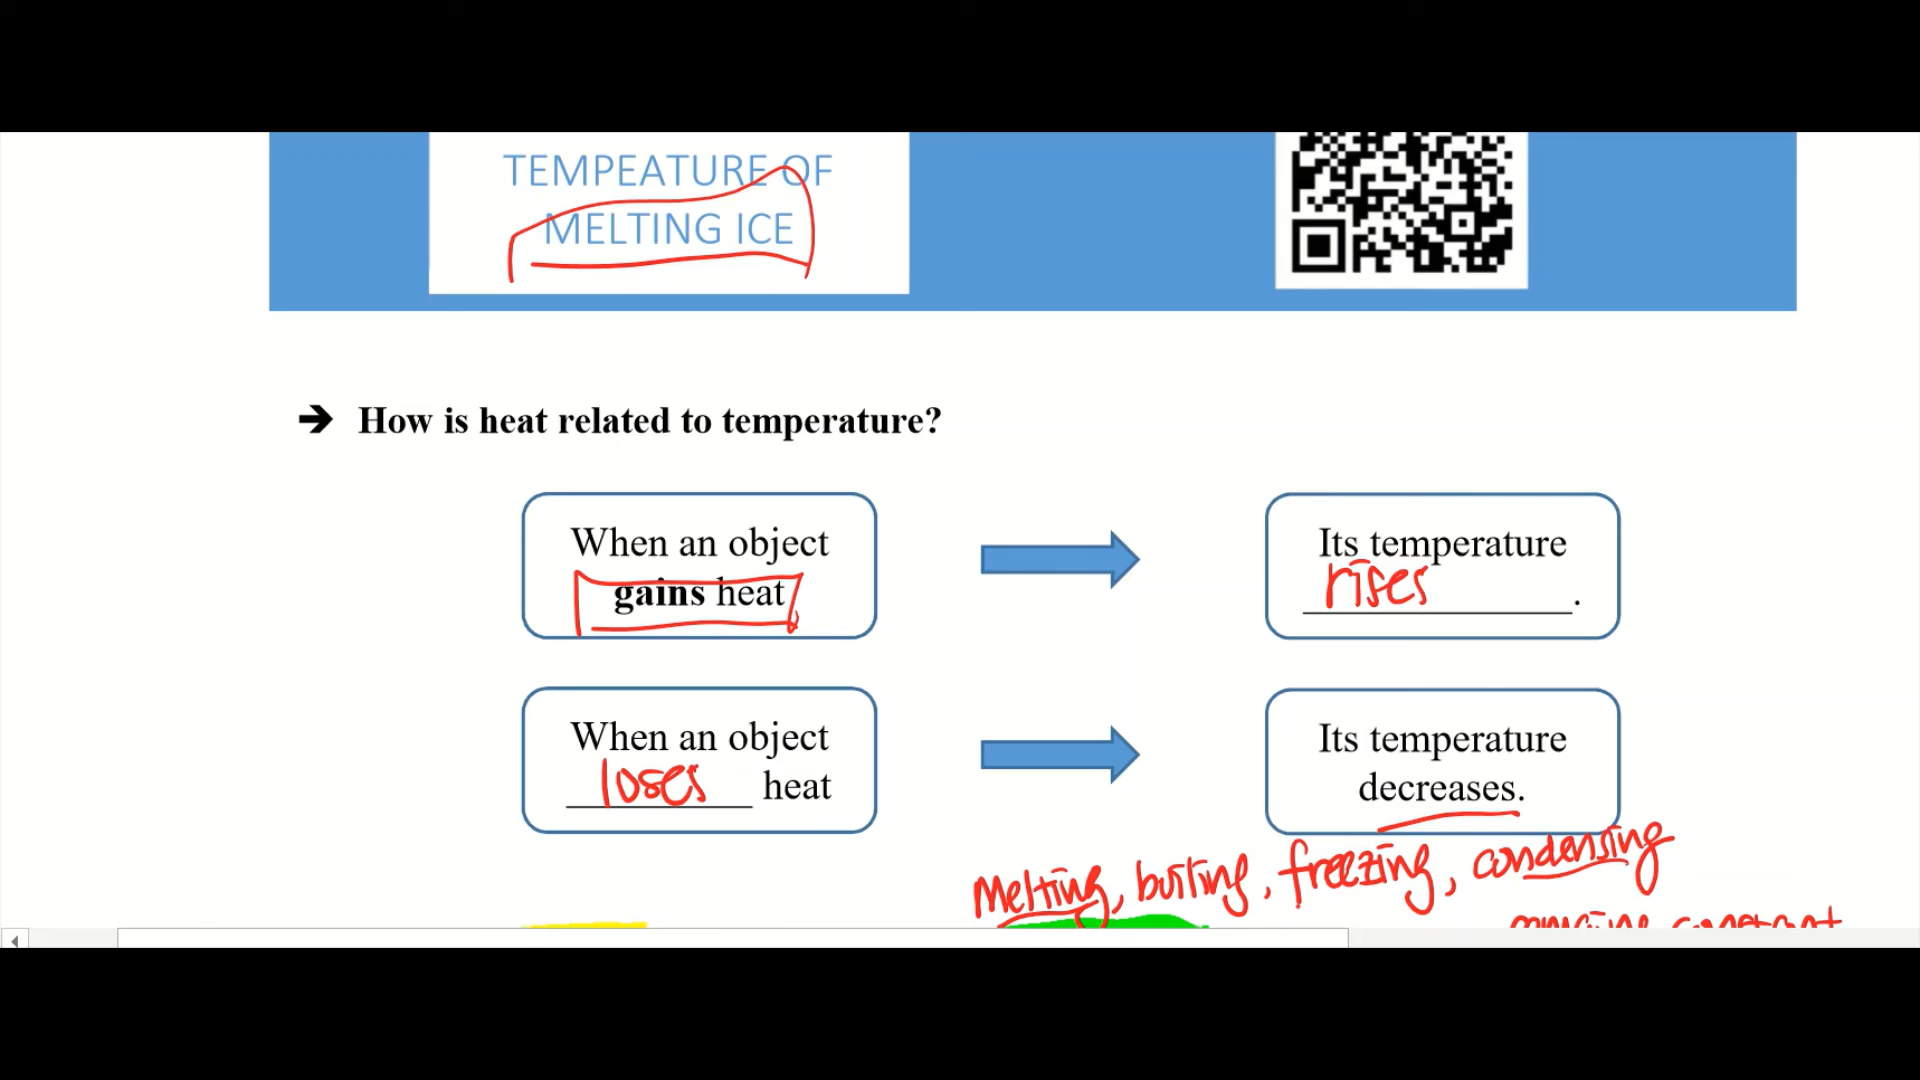 TEMPEATURE OF
MELTING ICE
How is heat related to temperature?
When an object
gains heat
Its temperature
rises.
When an object
loses heat
Its temperature
decreases.
Melting, boiling, freezing, condensing
constant